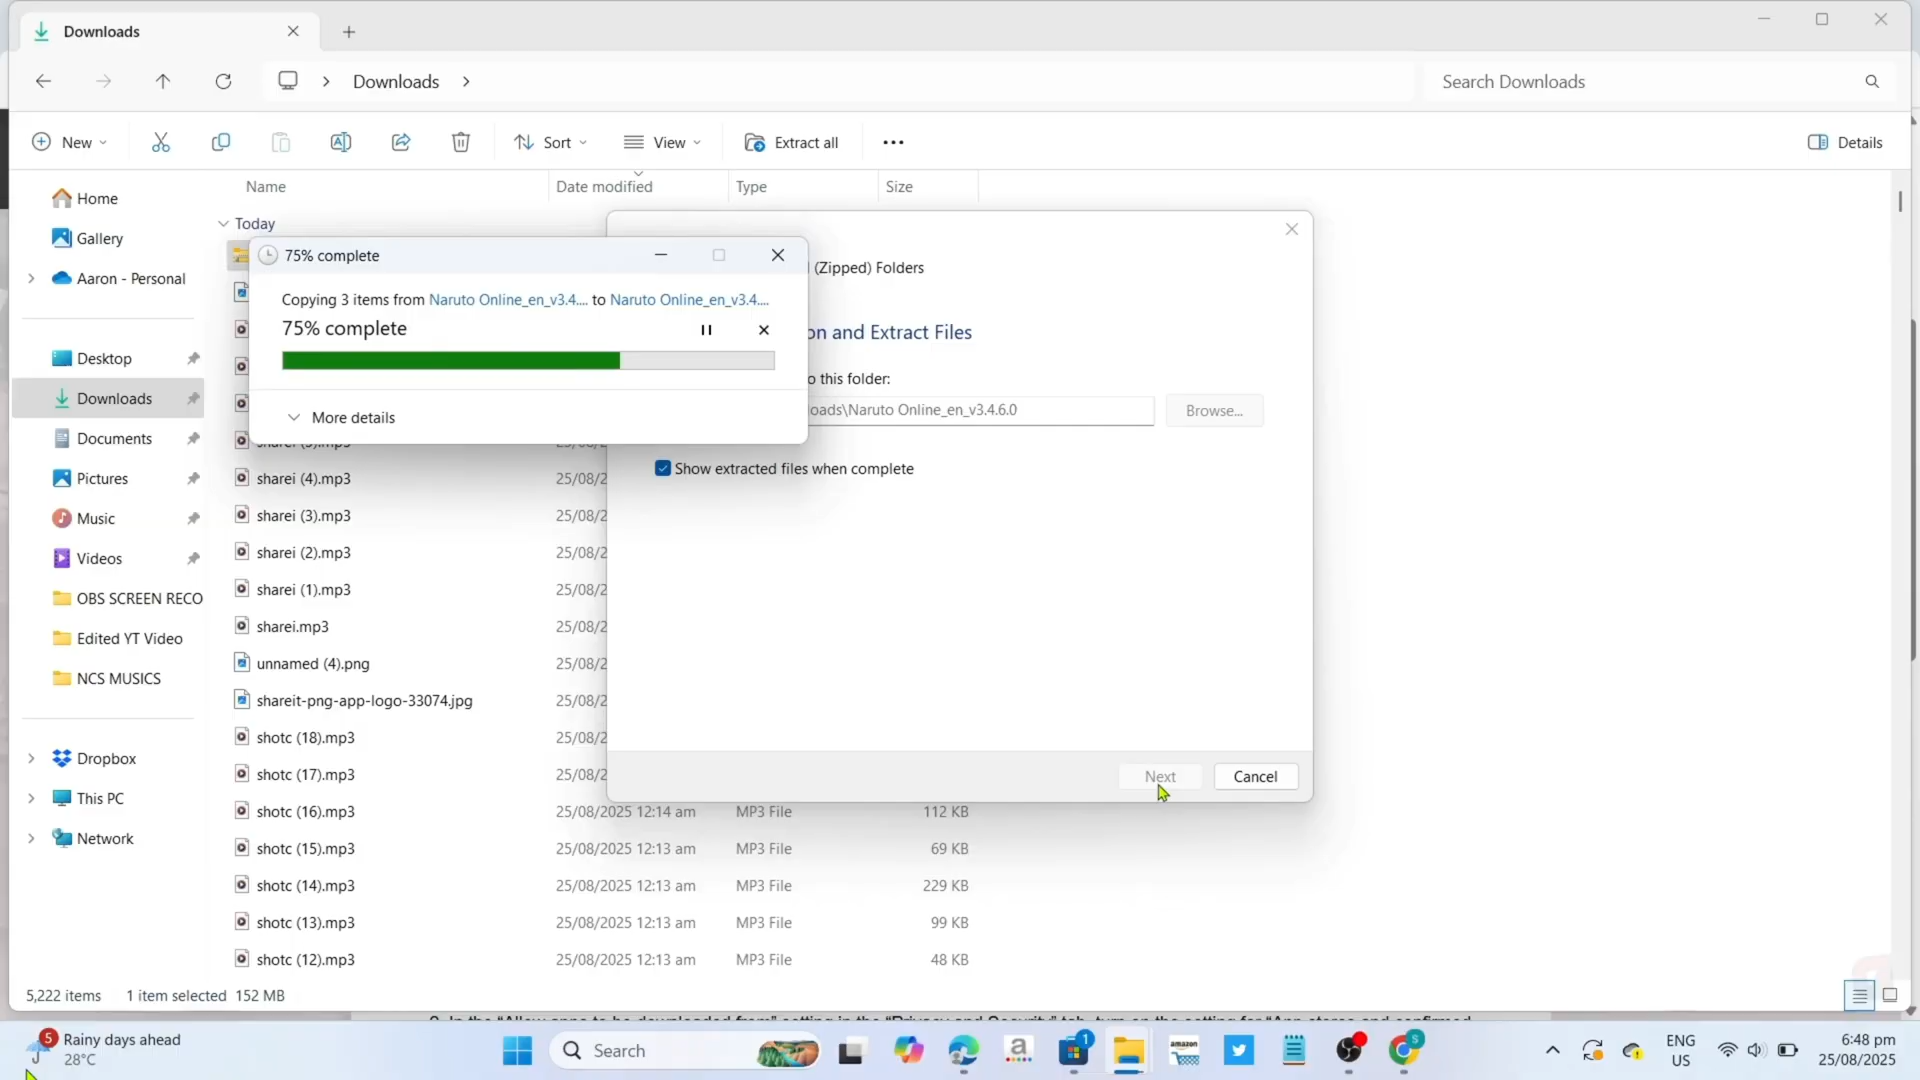 Downloads
Downloads
Search Downloads
New
Sort
View
Extract all
Details
Name
Date modified
Type
Size
Home
Gallery
Aaron - Personal
Desktop
Downloads
Documents
Pictures
Music
Videos
OBS SCREEN RECO
Edited YT Video
NCS MUSICS
Dropbox
This PC
Network
Today
75% complete
Copying 3 items from Naruto Online_en_v3.4.... to Naruto Online_en_v3.4....
75% complete
More details
(Zipped) Folders
on and Extract Files
o this folder:
oads\Naruto Online_en_v3.4.6.0
Browse...
Show extracted files when complete
Next
Cancel
sharei (4).mp3 25/08/2
sharei (3).mp3 25/08/2
sharei (2).mp3 25/08/2
sharei (1).mp3 25/08/2
sharei.mp3 25/08/2
unnamed (4).png 25/08/2
shareit-png-app-logo-33074.jpg 25/08/2
shotc (18).mp3 25/08/2
shotc (17).mp3 25/08/2
shotc (16).mp3 25/08/2025 12:14 am MP3 File 112 KB
shotc (15).mp3 25/08/2025 12:13 am MP3 File 69 KB
shotc (14).mp3 25/08/2025 12:13 am MP3 File 229 KB
shotc (13).mp3 25/08/2025 12:13 am MP3 File 99 KB
shotc (12).mp3 25/08/2025 12:13 am MP3 File 48 KB
5,222 items 1 item selected 152 MB
5
Rainy days ahead
28°C
Search
a
1
amazon
S
ENG
US
6:48 pm
25/08/2025